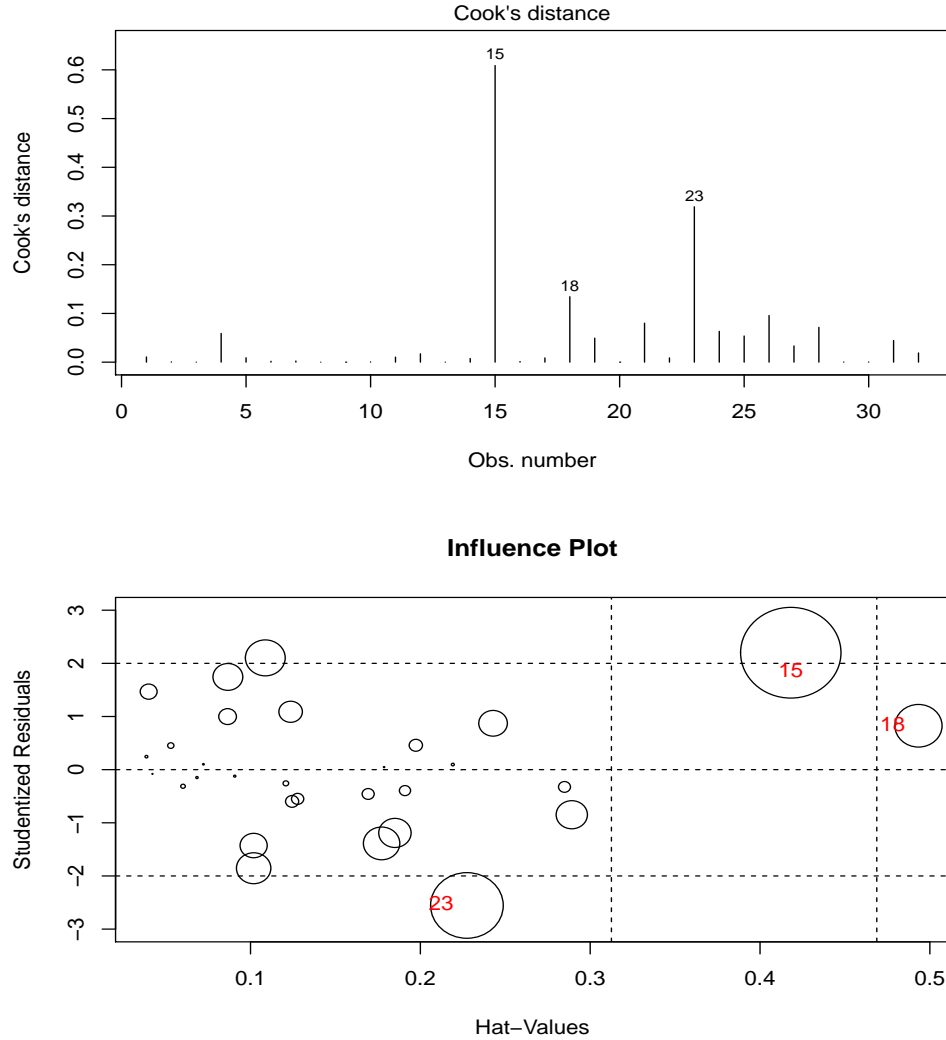 Cook's distance
Cook's distance
0.0 0.1 0.2 0.3 0.4 0.5 0.6
15
18
23
0 5 10 15 20 25 30
Obs. number
Influence Plot
Studentized Residuals
−3 −2 −1 0 1 2 3
15
18
23
0.1 0.2 0.3 0.4 0.5
Hat−Values